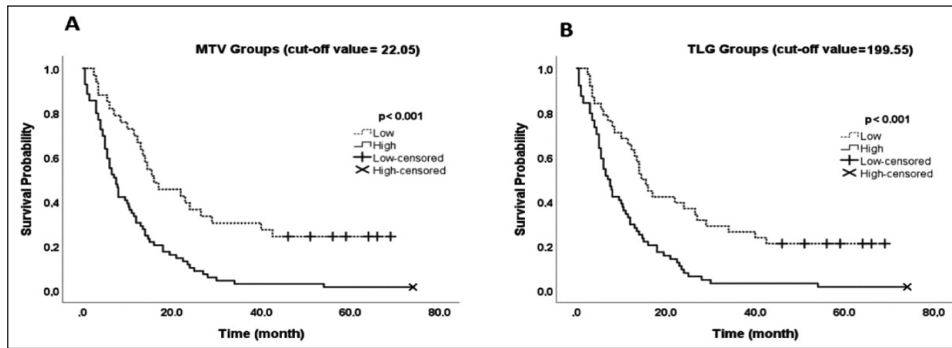 A
MTV Groups (cut-off value= 22.05)
Survival Probability
1.0
0.8
0.6
0.4
0.2
0,0
p< 0.001
Low
High
Low-censored
High-censored
.0
20.0
40.0
60.0
80.0
Time (month)
B
TLG Groups (cut-off value=199.55)
Survival Probability
1.0
0.8
0.6
0.4
0.2
0.0
p< 0.001
Low
High
Low-censored
High-censored
.0
20.0
40.0
60.0
80,0
Time (month)